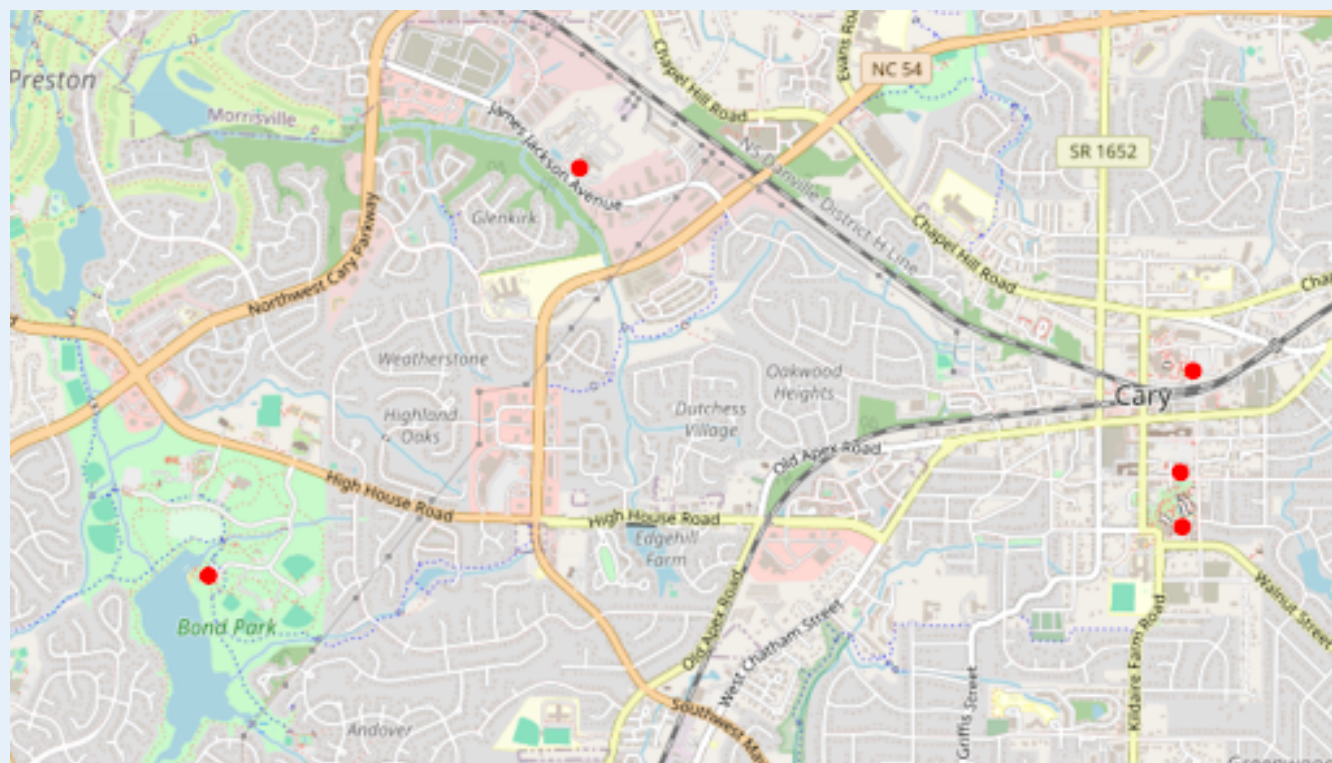 Preston
Morrisville
James Jackson Avenue
Chapel Hill Road
NC 54
SR 1652
NS Danville District H Line
Glenkirk
Chapel Hill Road
Northwest Cary Parkway
Weatherstone
Highland
Oaks
Oakwood
Heights
Dutchess
Village
Cary
Old Apex Road
High House Road
High House Road
Edgehill
Farm
Bond Park
Old Apex Road
West Chatham Street
Walnut Street
Kildaire Farm Road
Griffis Street
Andover
Southwest